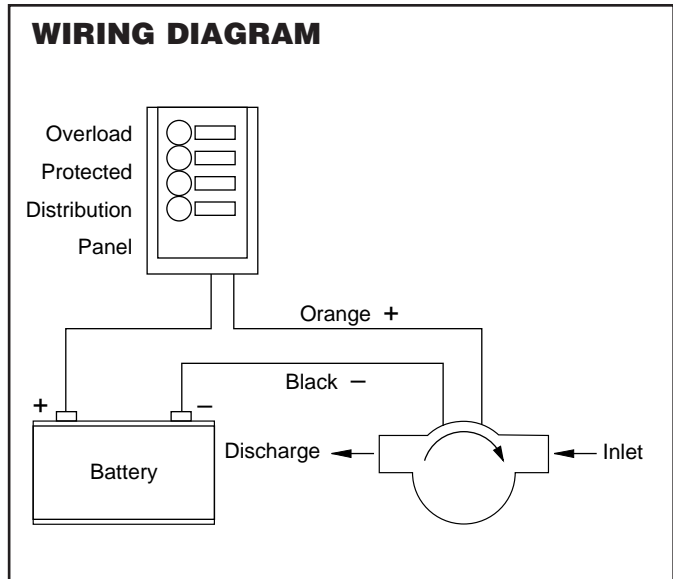 WIRING DIAGRAM
Overload
Protected
Distribution
Panel
Orange +
Black −
+
−
Battery
Discharge
Inlet